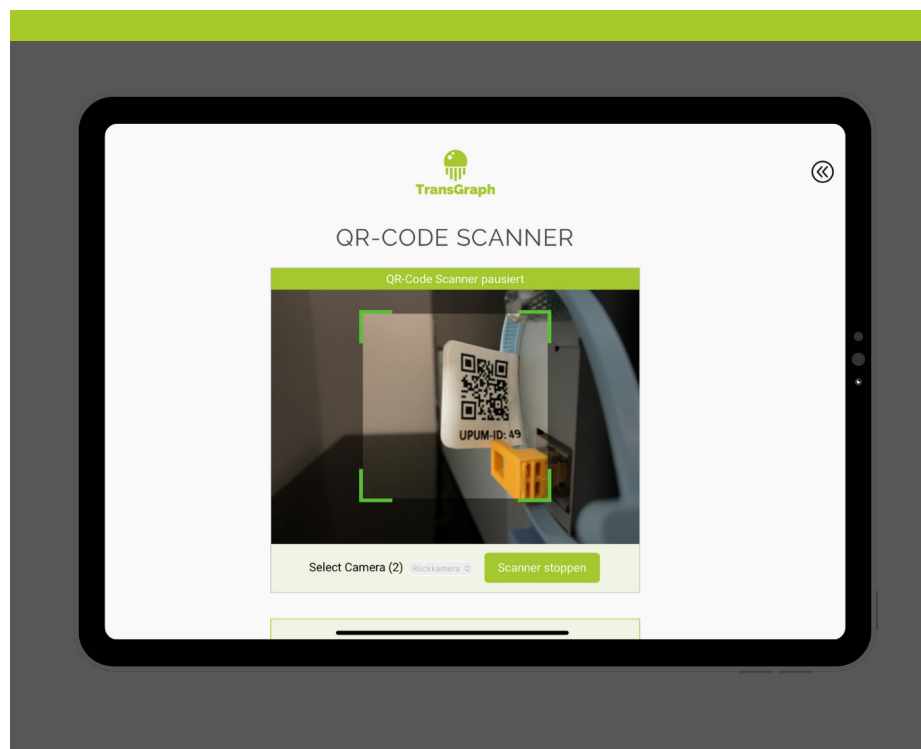 TransGraph
QR-CODE SCANNER
QR-Code Scanner pausiert
UPUM-ID: 49
Select Camera (2) Rückkamera Scanner stoppen